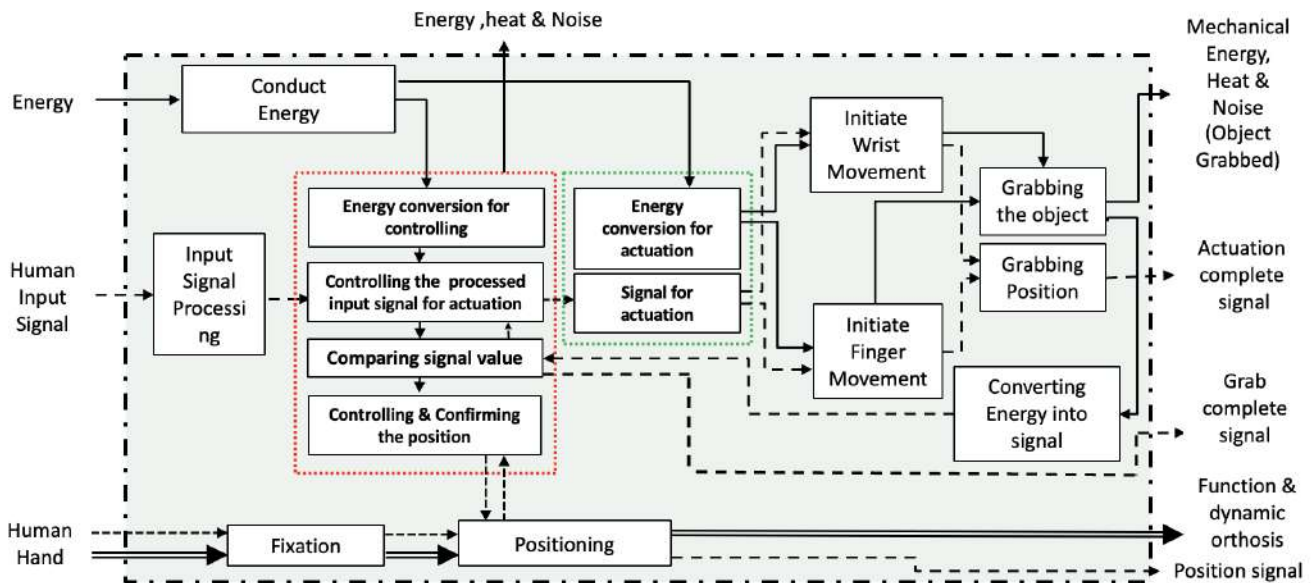 Energy ,heat & Noise
Mechanical
Energy,
Heat &
Noise
(Object
Grabbed)
Energy
Conduct
Energy
Initiate
Wrist
Movement
Grabbing
the object
Energy conversion for
controlling
Energy
conversion for
actuation
Human
Input
Signal
Input
Signal
Processi
ng
Controlling the processed
input signal for actuation
Signal for
actuation
Grabbing
Position
Actuation
complete
signal
Initiate
Finger
Movement
Comparing signal value
Converting
Energy into
signal
Grab
complete
signal
Controlling & Confirming
the position
Human
Hand
Fixation
Positioning
Function &
dynamic
orthosis
Position signal